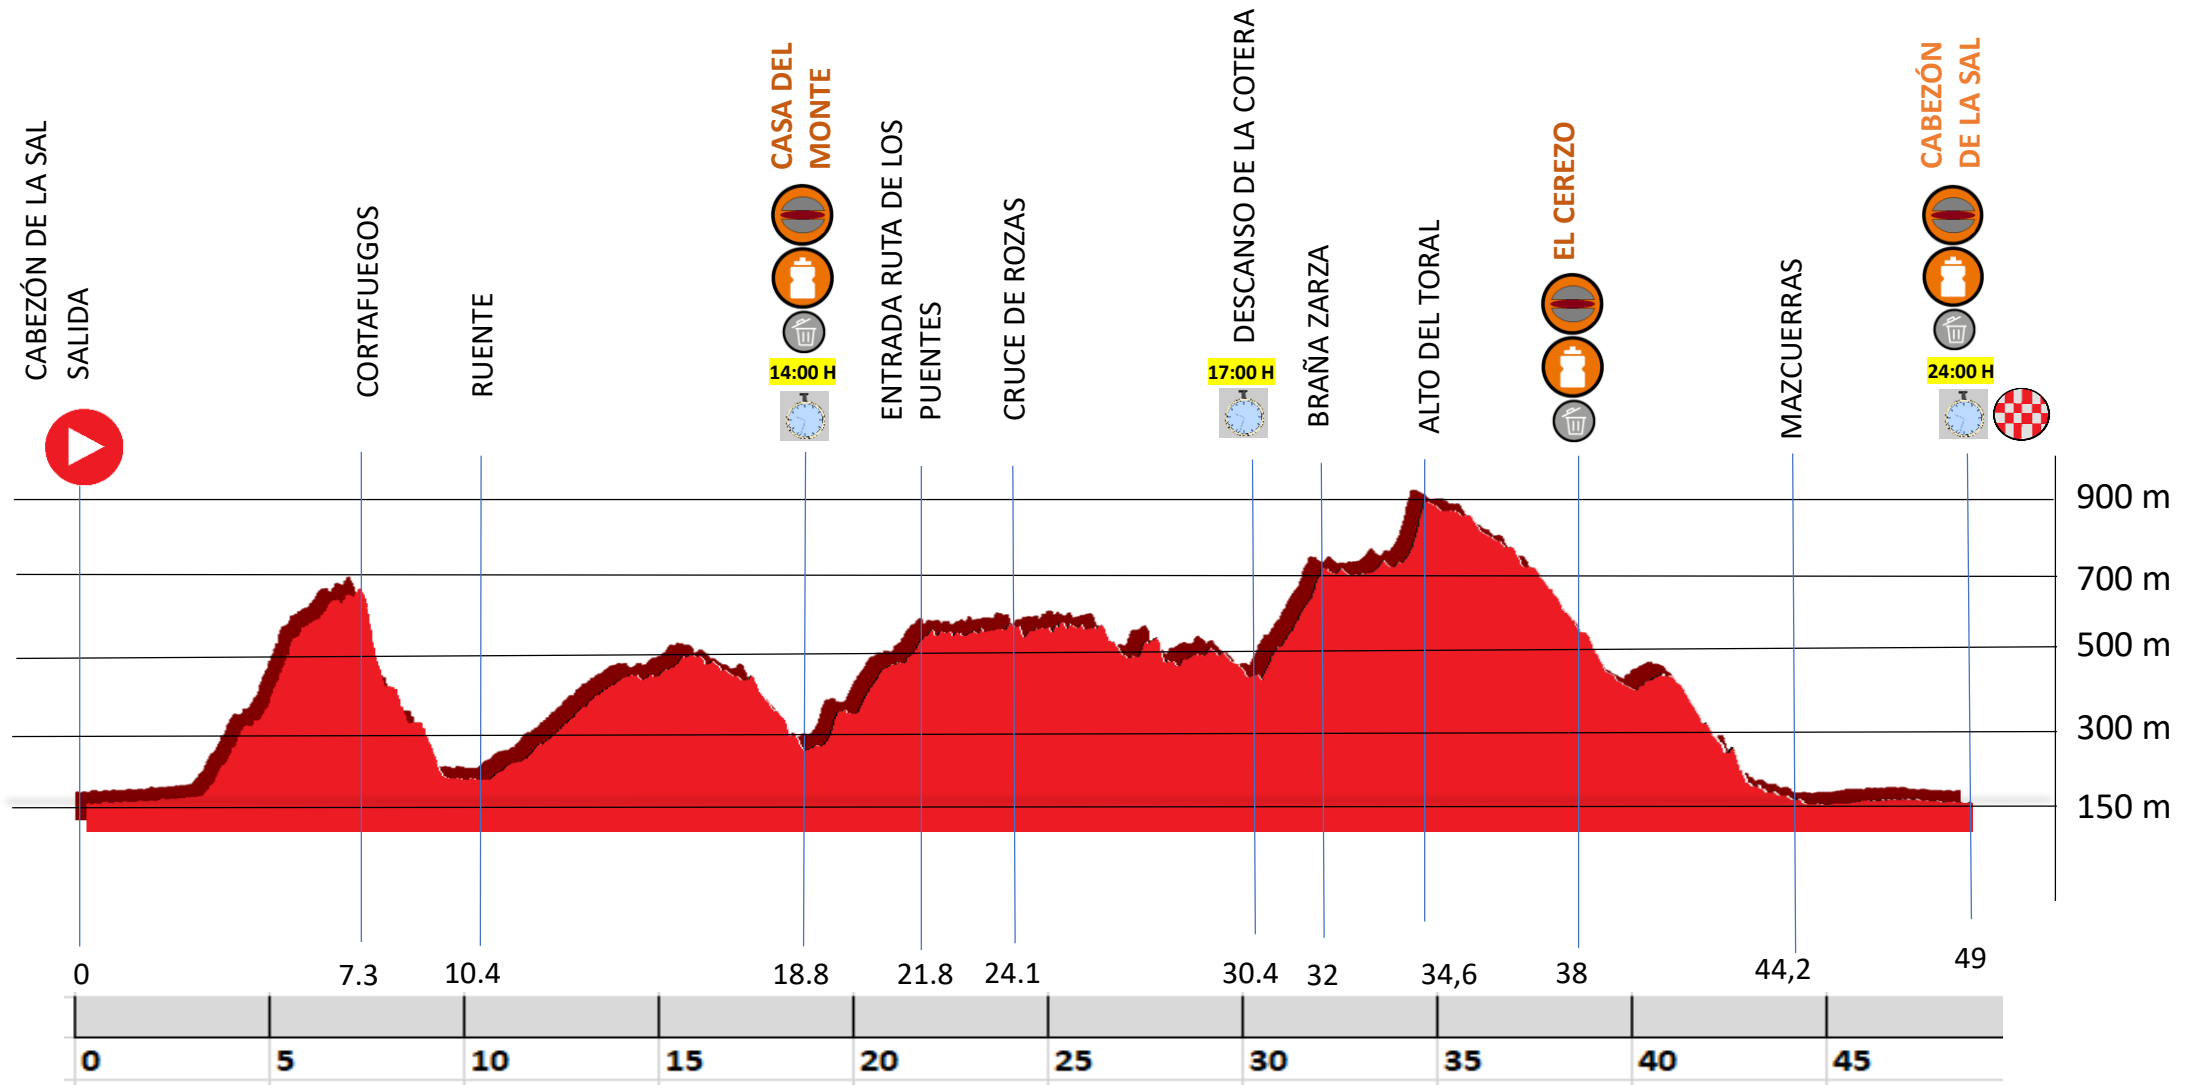 CABEZÓN DE LA SAL
SALIDA
CORTAFUEGOS
RUENTE
CASA DEL
MONTE
14:00 H
ENTRADA RUTA DE LOS
PUENTES
CRUCE DE ROZAS
DESCANSO DE LA COTERA
17:00 H
BRAÑA ZARZA
ALTO DEL TORAL
EL CEREZO
MAZCUERRAS
CABEZÓN
DE LA SAL
24:00 H
900 m
700 m
500 m
300 m
150 m
0 7.3 10.4 18.8 21.8 24.1 30.4 32 34,6 38 44,2 49
0 5 10 15 20 25 30 35 40 45